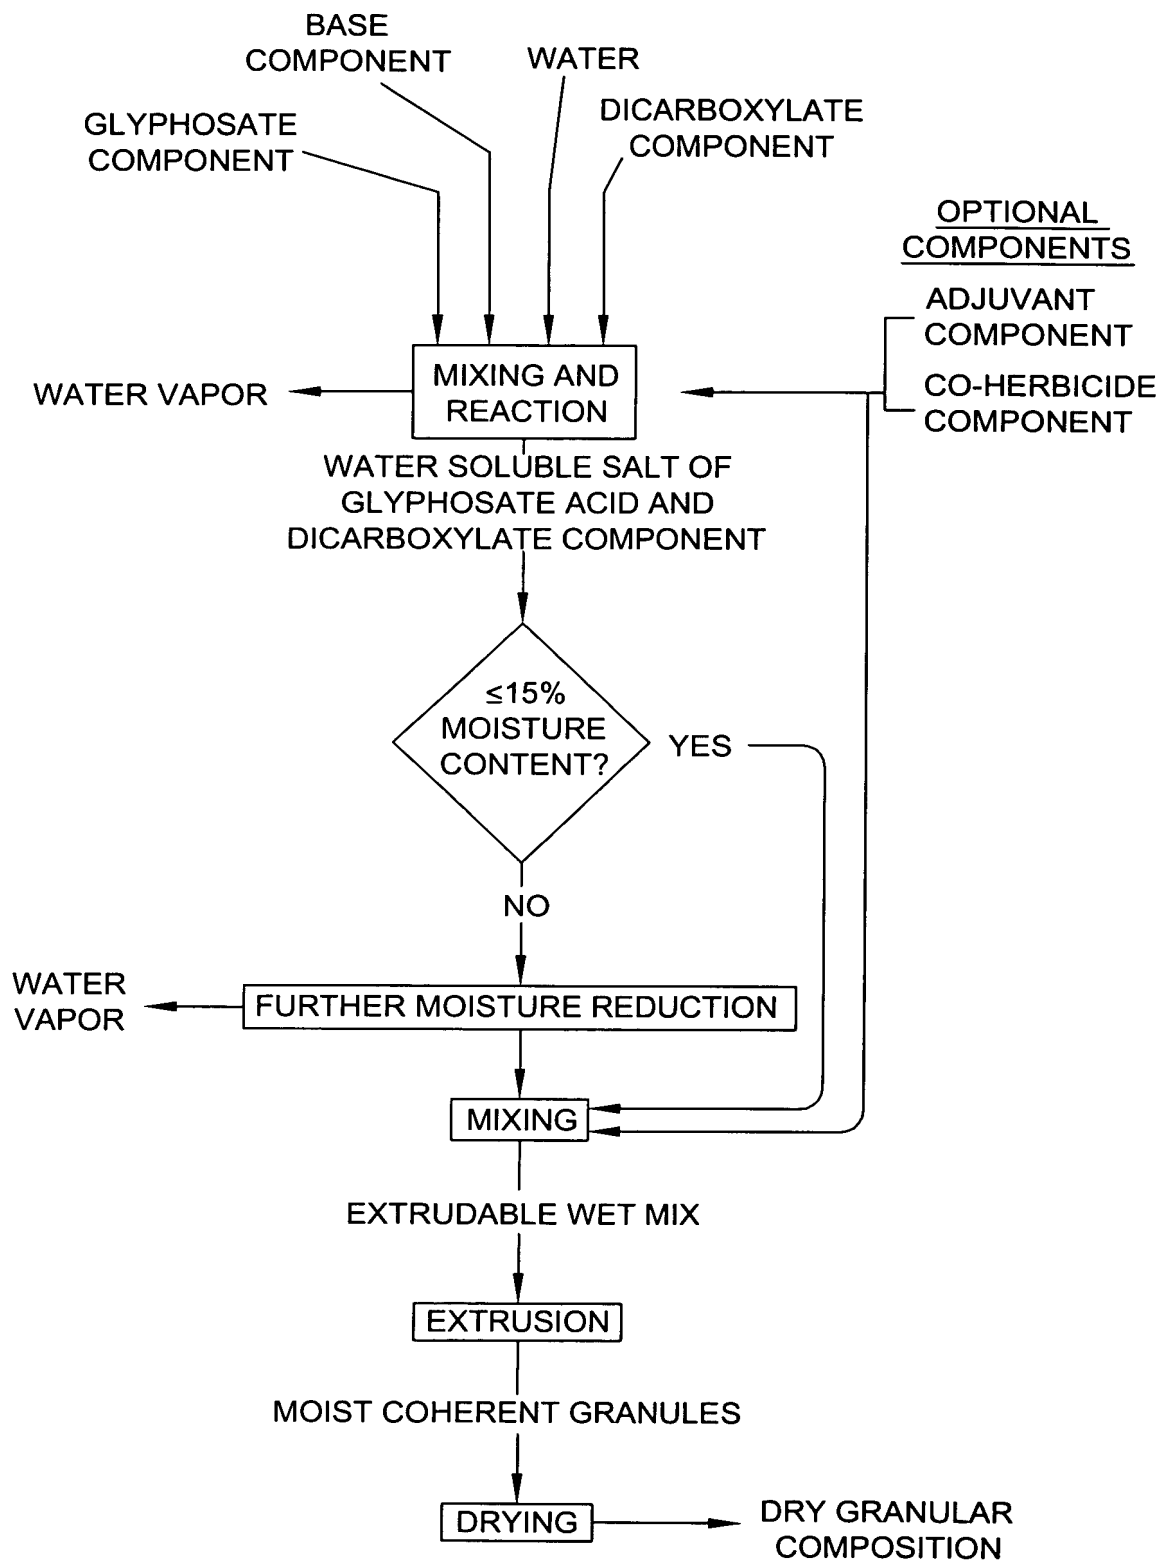 BASE
COMPONENT
WATER
GLYPHOSATE
COMPONENT
DICARBOXYLATE
COMPONENT
OPTIONAL
COMPONENTS
ADJUVANT
COMPONENT
CO-HERBICIDE
COMPONENT
MIXING AND
REACTION
WATER VAPOR
WATER SOLUBLE SALT OF
GLYPHOSATE ACID AND
DICARBOXYLATE COMPONENT
≤15%
MOISTURE
CONTENT?
YES
NO
WATER
VAPOR
FURTHER MOISTURE REDUCTION
MIXING
EXTRUDABLE WET MIX
EXTRUSION
MOIST COHERENT GRANULES
DRYING
DRY GRANULAR
COMPOSITION